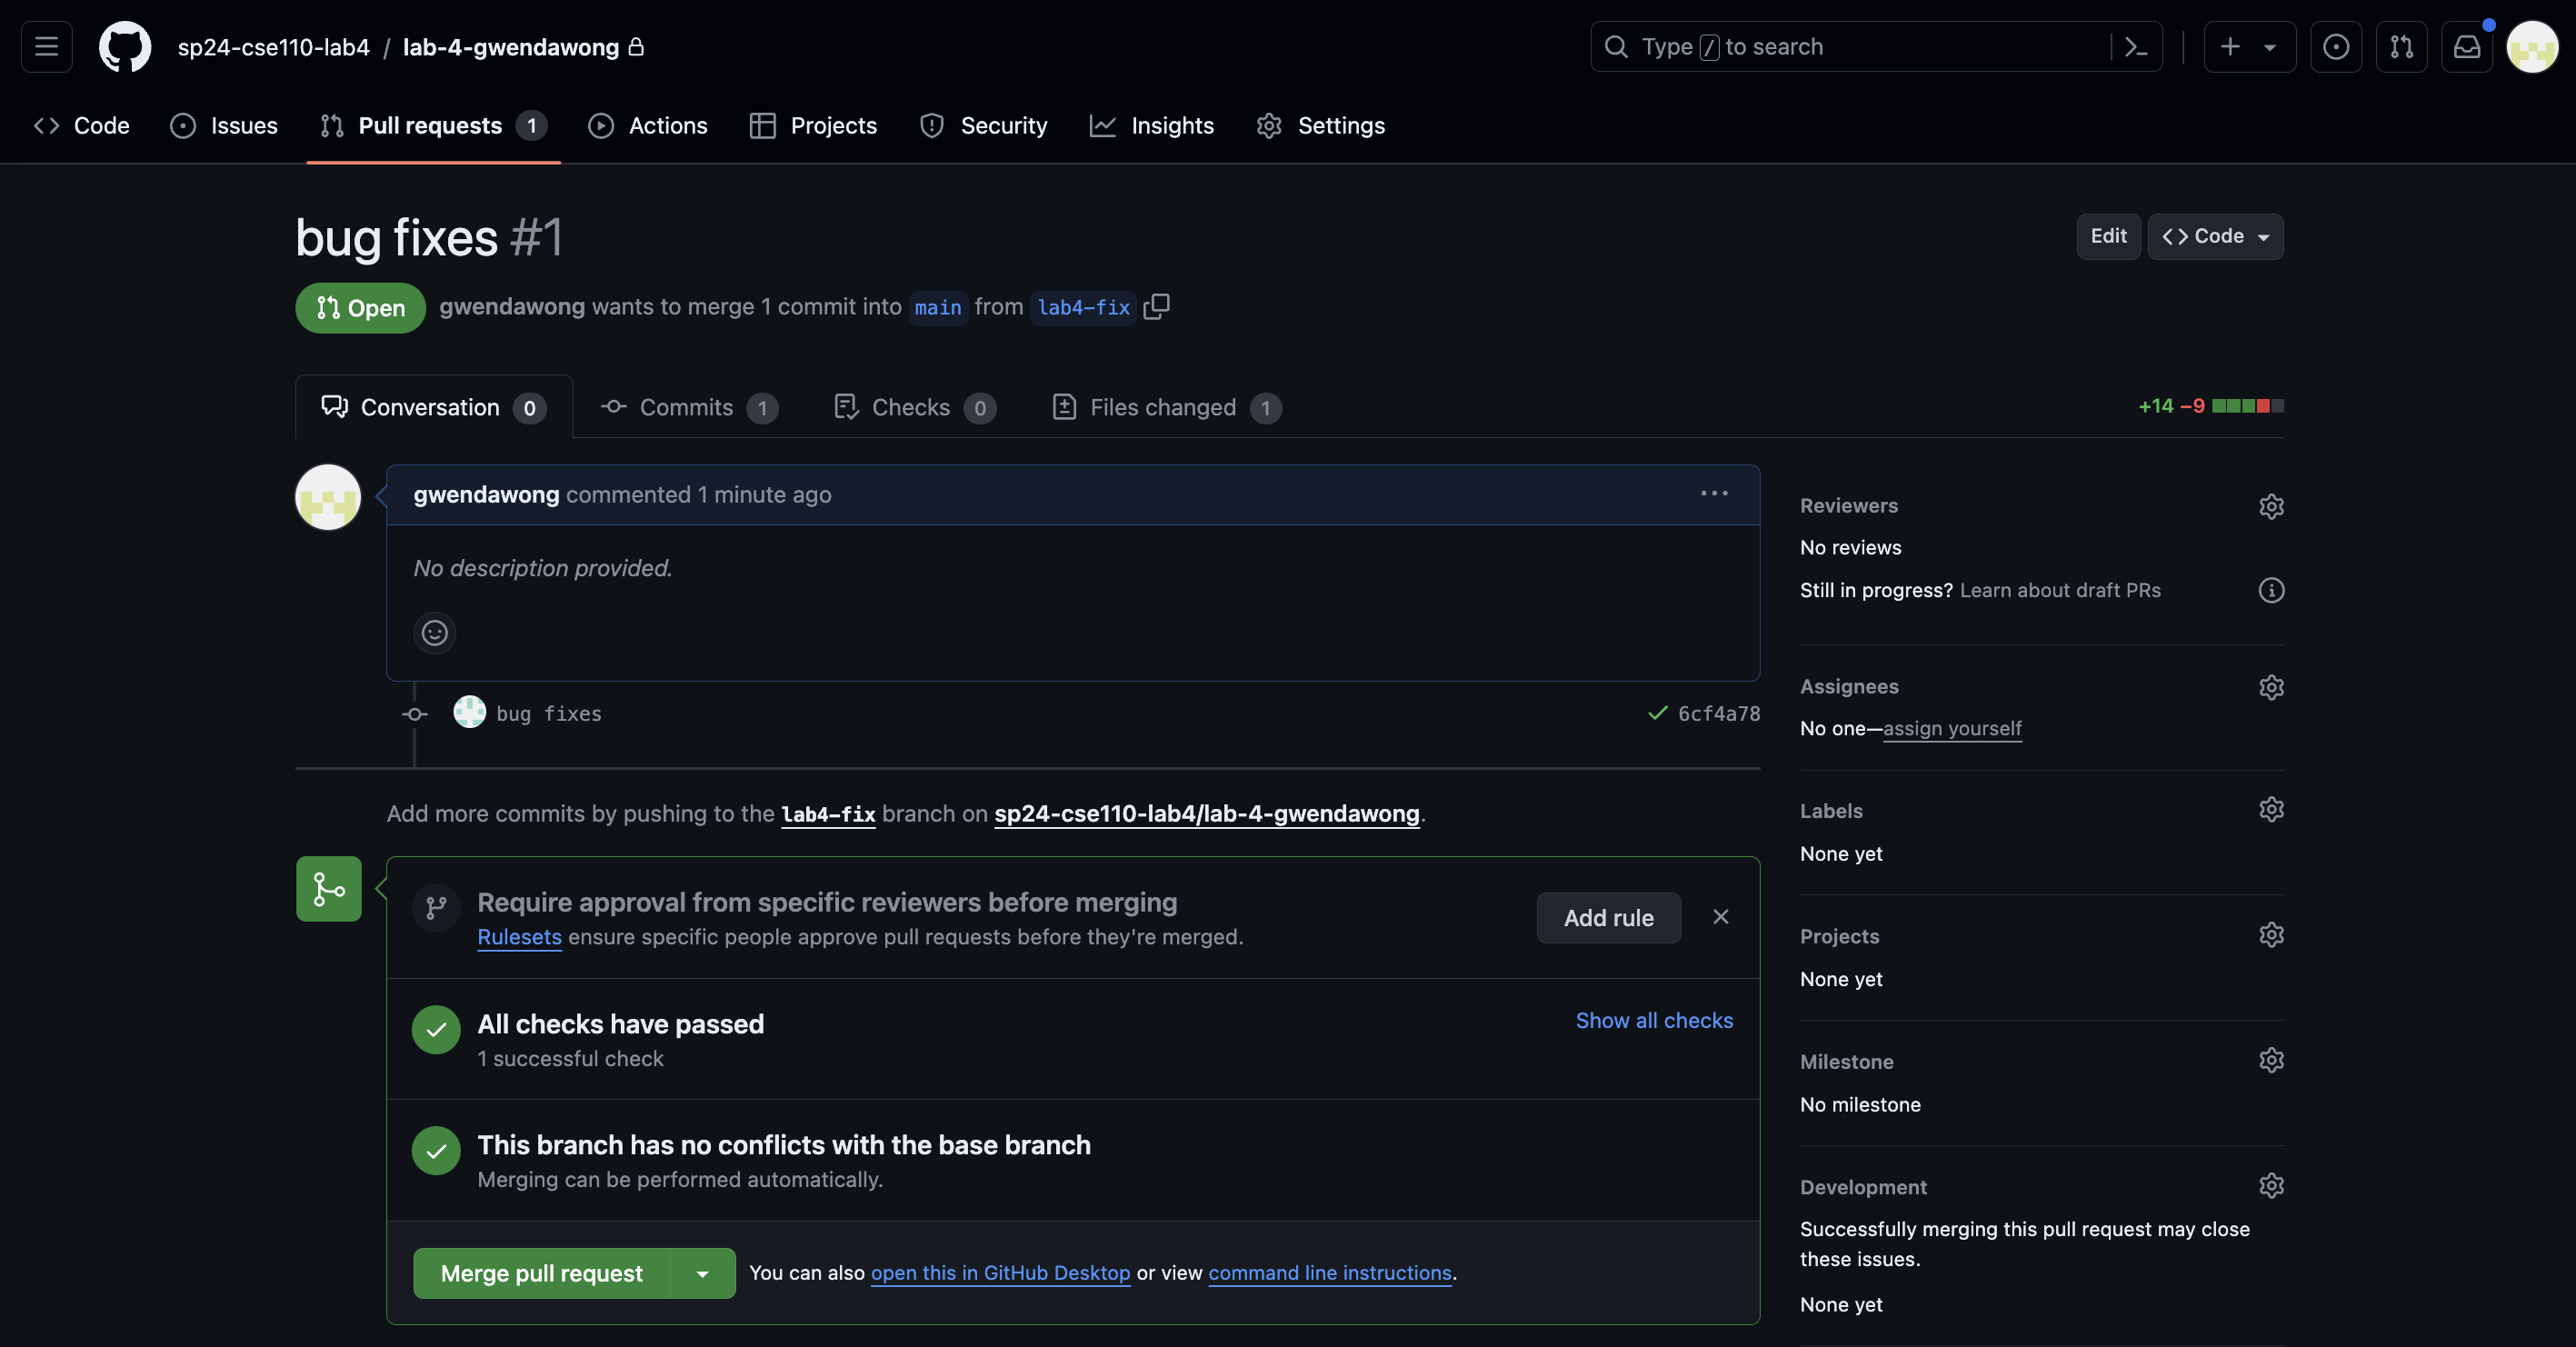 sp24-cse110-lab4 / lab-4-gwendawong
Type / to search
Code Issues Pull requests 1 Actions Projects Security Insights Settings
bug fixes #1
Edit Code
Open gwendawong wants to merge 1 commit into main from lab4-fix
Conversation 0 Commits 1 Checks 0 Files changed 1
+14 −9
gwendawong commented 1 minute ago
No description provided.
bug fixes
6cf4a78
Add more commits by pushing to the lab4-fix branch on sp24-cse110-lab4/lab-4-gwendawong.
Require approval from specific reviewers before merging
Rulesets ensure specific people approve pull requests before they're merged.
Add rule
All checks have passed
1 successful check
Show all checks
This branch has no conflicts with the base branch
Merging can be performed automatically.
Merge pull request
You can also open this in GitHub Desktop or view command line instructions.
Reviewers
No reviews
Still in progress? Learn about draft PRs
Assignees
No one—assign yourself
Labels
None yet
Projects
None yet
Milestone
No milestone
Development
Successfully merging this pull request may close
these issues.
None yet